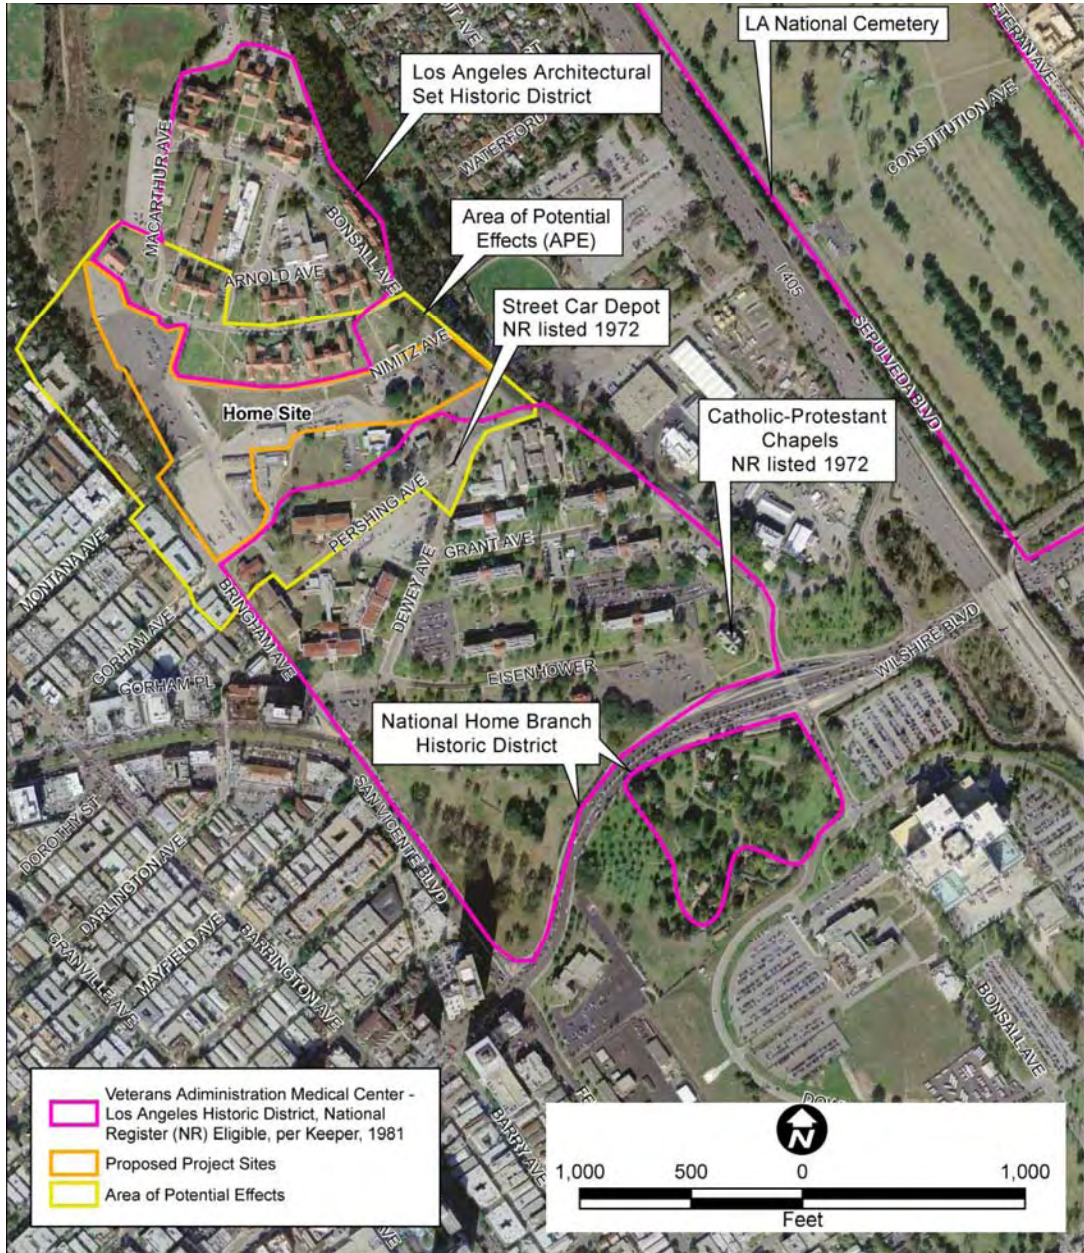 LA National Cemetery
Los Angeles Architectural
Set Historic District
VETERAN AVE
CONSTITUTION AVE
WATERFORD
MACARTHUR AVE
BONSALL AVE
Area of Potential
Effects (APE)
ARNOLD AVE
I 405
Street Car Depot
NR listed 1972
NIMITZ AVE
SEPULVEDA BLVD
Home Site
Catholic-Protestant
Chapels
NR listed 1972
PERSHING AVE
GRANT AVE
MONTANA AVE
DEWEY AVE
BRINGHAM AVE
GORHAM AVE
GORHAM PL
EISENHOWER
WILSHIRE BLVD
National Home Branch
Historic District
SAN VICENTE BLVD
DOROTHY ST
DARLINGTON AVE
MAYFIELD AVE
BARRINGTON AVE
GRANVILLE AVE
BONSALL AVE
BARRY AVE
Veterans Adiministration Medical Center -
Los Angeles Historic District, National
Register (NR) Eligible, per Keeper, 1981
Proposed Project Sites
Area of Potential Effects
N
1,000 500 0 1,000
Feet